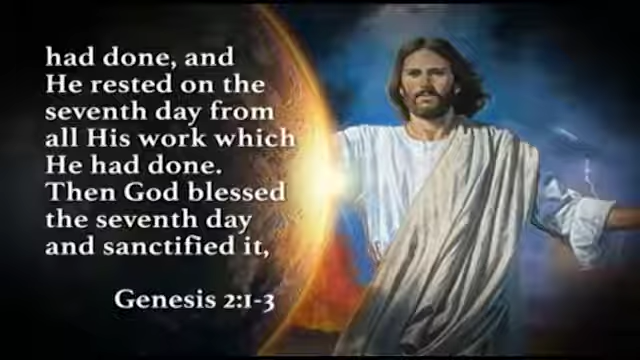 had done, and
He rested on the
seventh day from
all His work which
He had done.
Then God blessed
the seventh day
and sanctified it,
Genesis 2:1-3